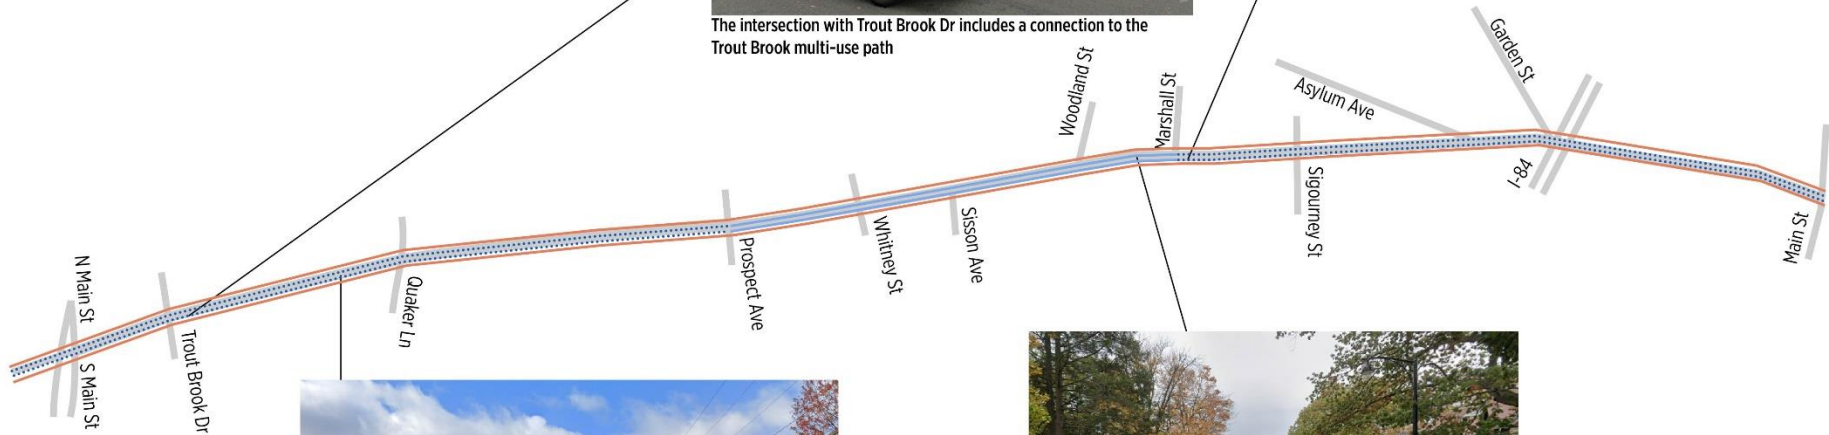 The intersection with Trout Brook Dr includes a connection to the
Trout Brook multi-use path
N Main St
S Main St
Trout Brook Dr
Quaker Ln
Prospect Ave
Whitney St
Sisson Ave
Woodland St
Marshall St
Sigourney St
Asylum Ave
Garden St
I-84
Main St